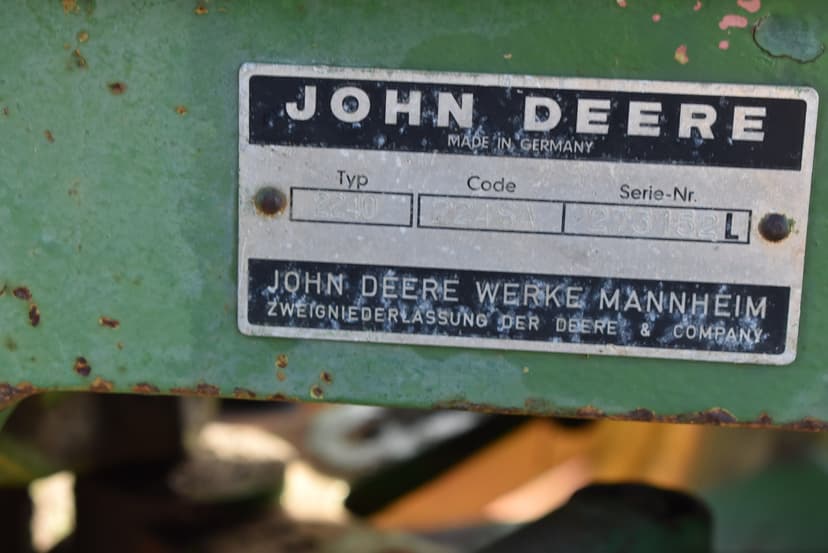 JOHN DEERE
MADE IN GERMANY
Typ Code Serie-Nr.
2240 L
JOHN DEERE WERKE MANNHEIM
ZWEIGNIEDERLASSUNG DER DEERE & COMPANY